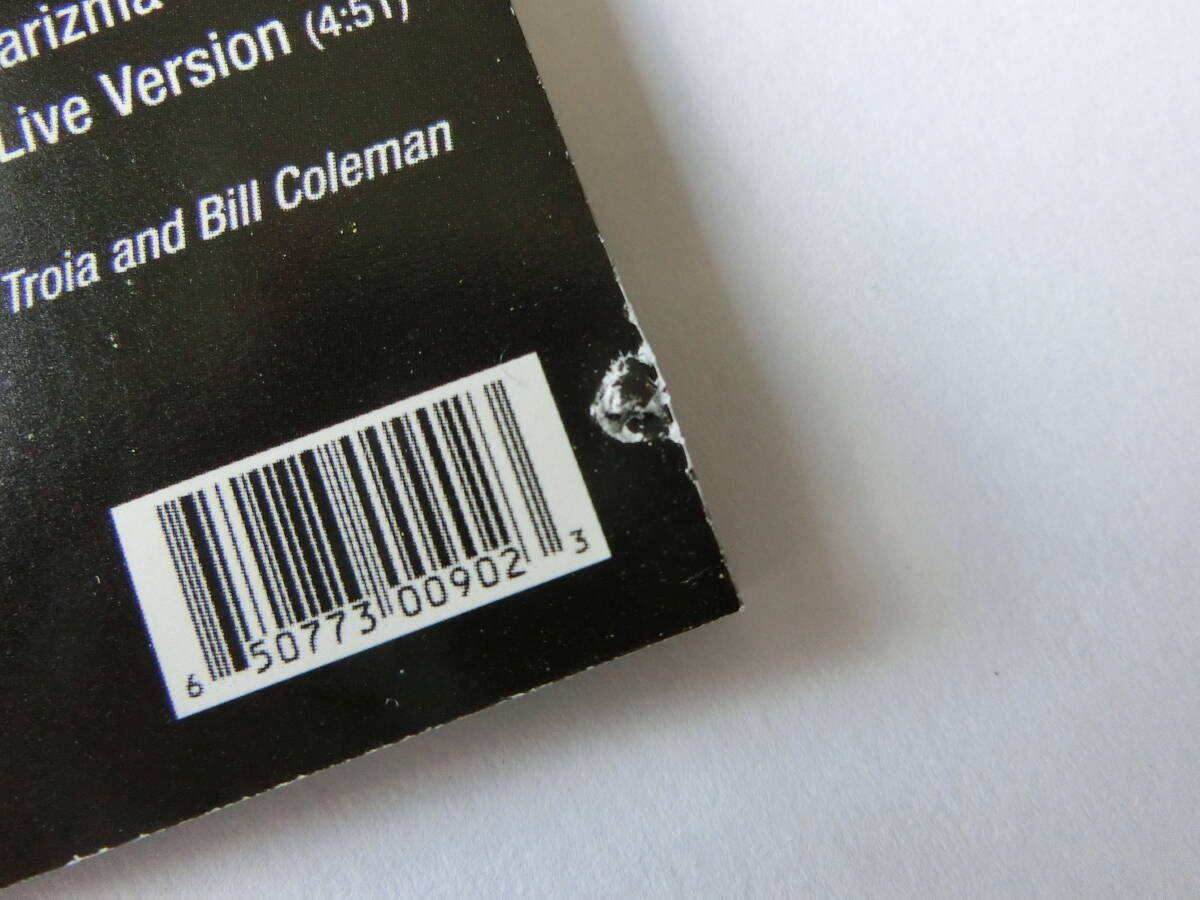 arizma
Live Version (4:51)
Troia and Bill Coleman
6 50773 00902 3